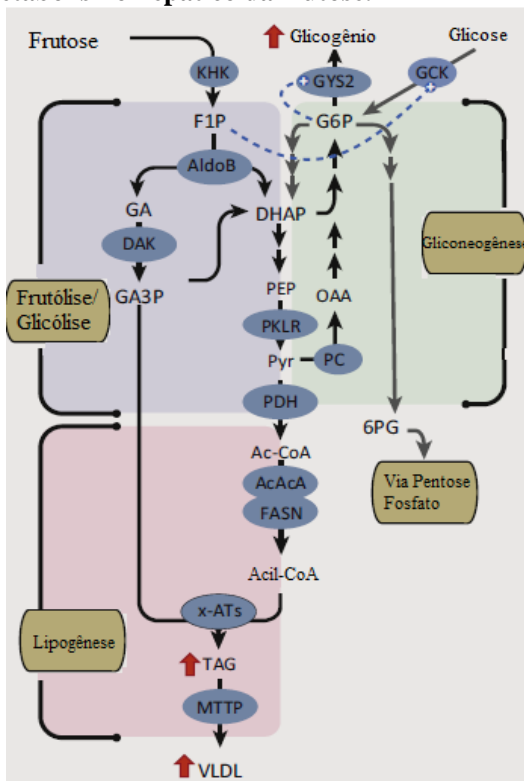 Frutose
Glicogênio
Glicose
KHK
GYS2
GCK
F1P
G6P
AldoB
GA
DHAP
DAK
Gliconeogênese
GA3P
PEP
OAA
Frutólise/
Glicólise
PKLR
Pyr
PC
PDH
6PG
Ac-CoA
AcAcA
FASN
Via Pentose
Fosfato
Acil-CoA
x-ATs
Lipogênese
TAG
MTTP
VLDL